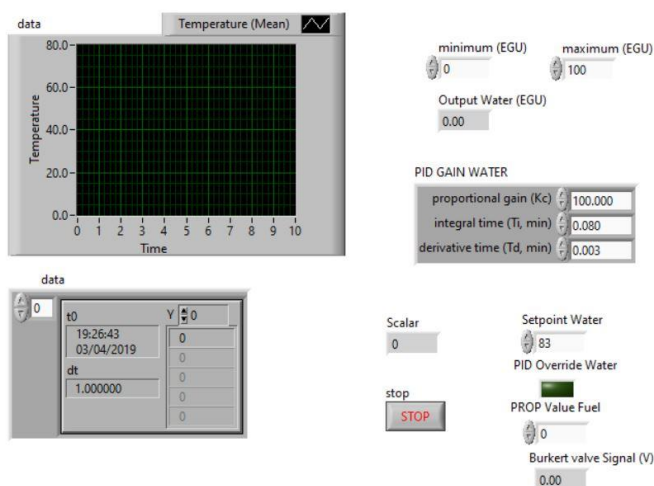 data
Temperature (Mean)
Temperature
80.0
60.0
40.0
20.0
0.0
0 1 2 3 4 5 6 7 8 9 10
Time
minimum (EGU)
0
maximum (EGU)
100
Output Water (EGU)
0.00
PID GAIN WATER
proportional gain (Kc) 100.000
integral time (Ti, min) 0.080
derivative time (Td, min) 0.003
data
0
t0
19:26:43
03/04/2019
dt
1.000000
Y 0
0
0
0
0
0
Scalar
0
stop
STOP
Setpoint Water
83
PID Override Water
PROP Value Fuel
0
Burkert valve Signal (V)
0.00